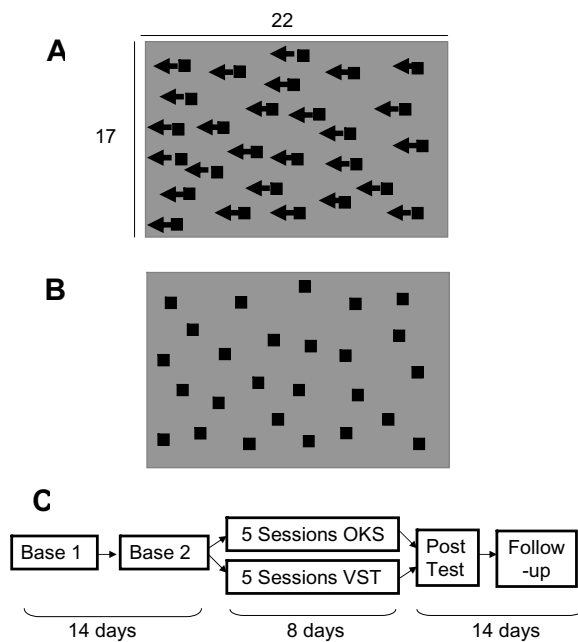 22
A
17
B
C
Base 1
Base 2
5 Sessions OKS
5 Sessions VST
Post
Test
Follow
-up
14 days
8 days
14 days